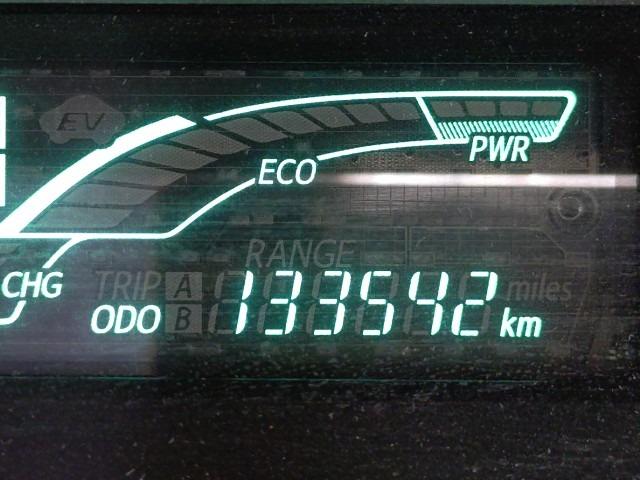 EV
PWR
ECO
RANGE
CHG
TRIP A miles
ODO B 133542 km